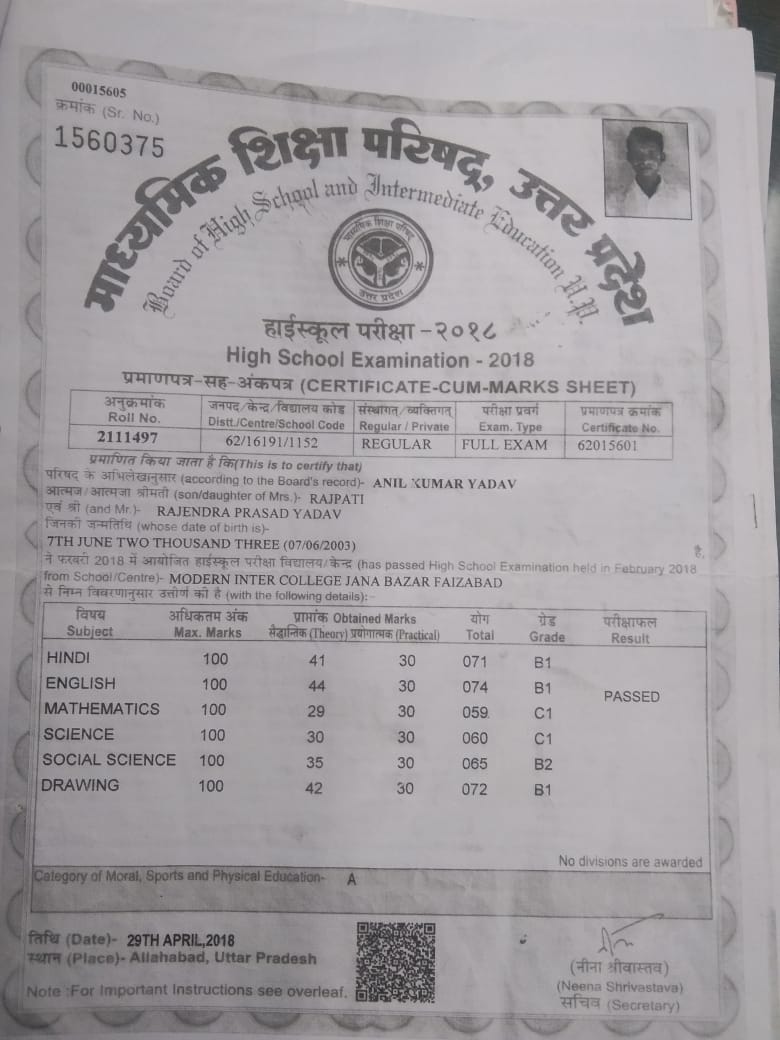 00015605
क्रमांक (Sr. No.)
1560375
माध्यमिक शिक्षा परिषद्, उत्तर प्रदेश
Board of High School and Intermediate Education U.P.
माध्यमिक शिक्षा परिषद्
उत्तर प्रदेश
हाईस्कूल परीक्षा -२०१८
High School Examination - 2018
प्रमाणपत्र-सह-अंकपत्र (CERTIFICATE-CUM-MARKS SHEET)
अनुक्रमांक जनपद/केन्द्र/विद्यालय कोड संस्थागत/व्यक्तिगत परीक्षा प्रवर्ग प्रमाणपत्र क्रमांक
Roll No. Distt./Centre/School Code Regular / Private Exam. Type Certificate No.
2111497 62/16191/1152 REGULAR FULL EXAM 62015601
प्रमाणित किया जाता है कि(This is to certify that)
परिषद के अभिलेखानुसार (according to the Board's record)- ANIL KUMAR YADAV
आत्मज/आत्मजा श्रीमती (son/daughter of Mrs.)- RAJPATI
एवं श्री (and Mr.)- RAJENDRA PRASAD YADAV
जिनकी जन्मतिथि (whose date of birth is)-
7TH JUNE TWO THOUSAND THREE (07/06/2003) है,
ने फरवरी 2018 में आयोजित हाईस्कूल परीक्षा विद्यालय/केन्द्र (has passed High School Examination held in February 2018
from School/Centre)- MODERN INTER COLLEGE JANA BAZAR FAIZABAD
से निम्न विवरणानुसार उत्तीर्ण की है (with the following details):-
विषय अधिकतम अंक प्राप्तांक Obtained Marks योग ग्रेड परीक्षाफल
Subject Max. Marks सैद्धान्तिक (Theory) प्रयोगात्मक (Practical) Total Grade Result
HINDI 100 41 30 071 B1
ENGLISH 100 44 30 074 B1 PASSED
MATHEMATICS 100 29 30 059 C1
SCIENCE 100 30 30 060 C1
SOCIAL SCIENCE 100 35 30 065 B2
DRAWING 100 42 30 072 B1
No divisions are awarded
Category of Moral, Sports and Physical Education- A
तिथि (Date)- 29TH APRIL,2018
स्थान (Place)- Allahabad, Uttar Pradesh
Note :For Important Instructions see overleaf.
(नीना श्रीवास्तव)
(Neena Shrivastava)
सचिव (Secretary)